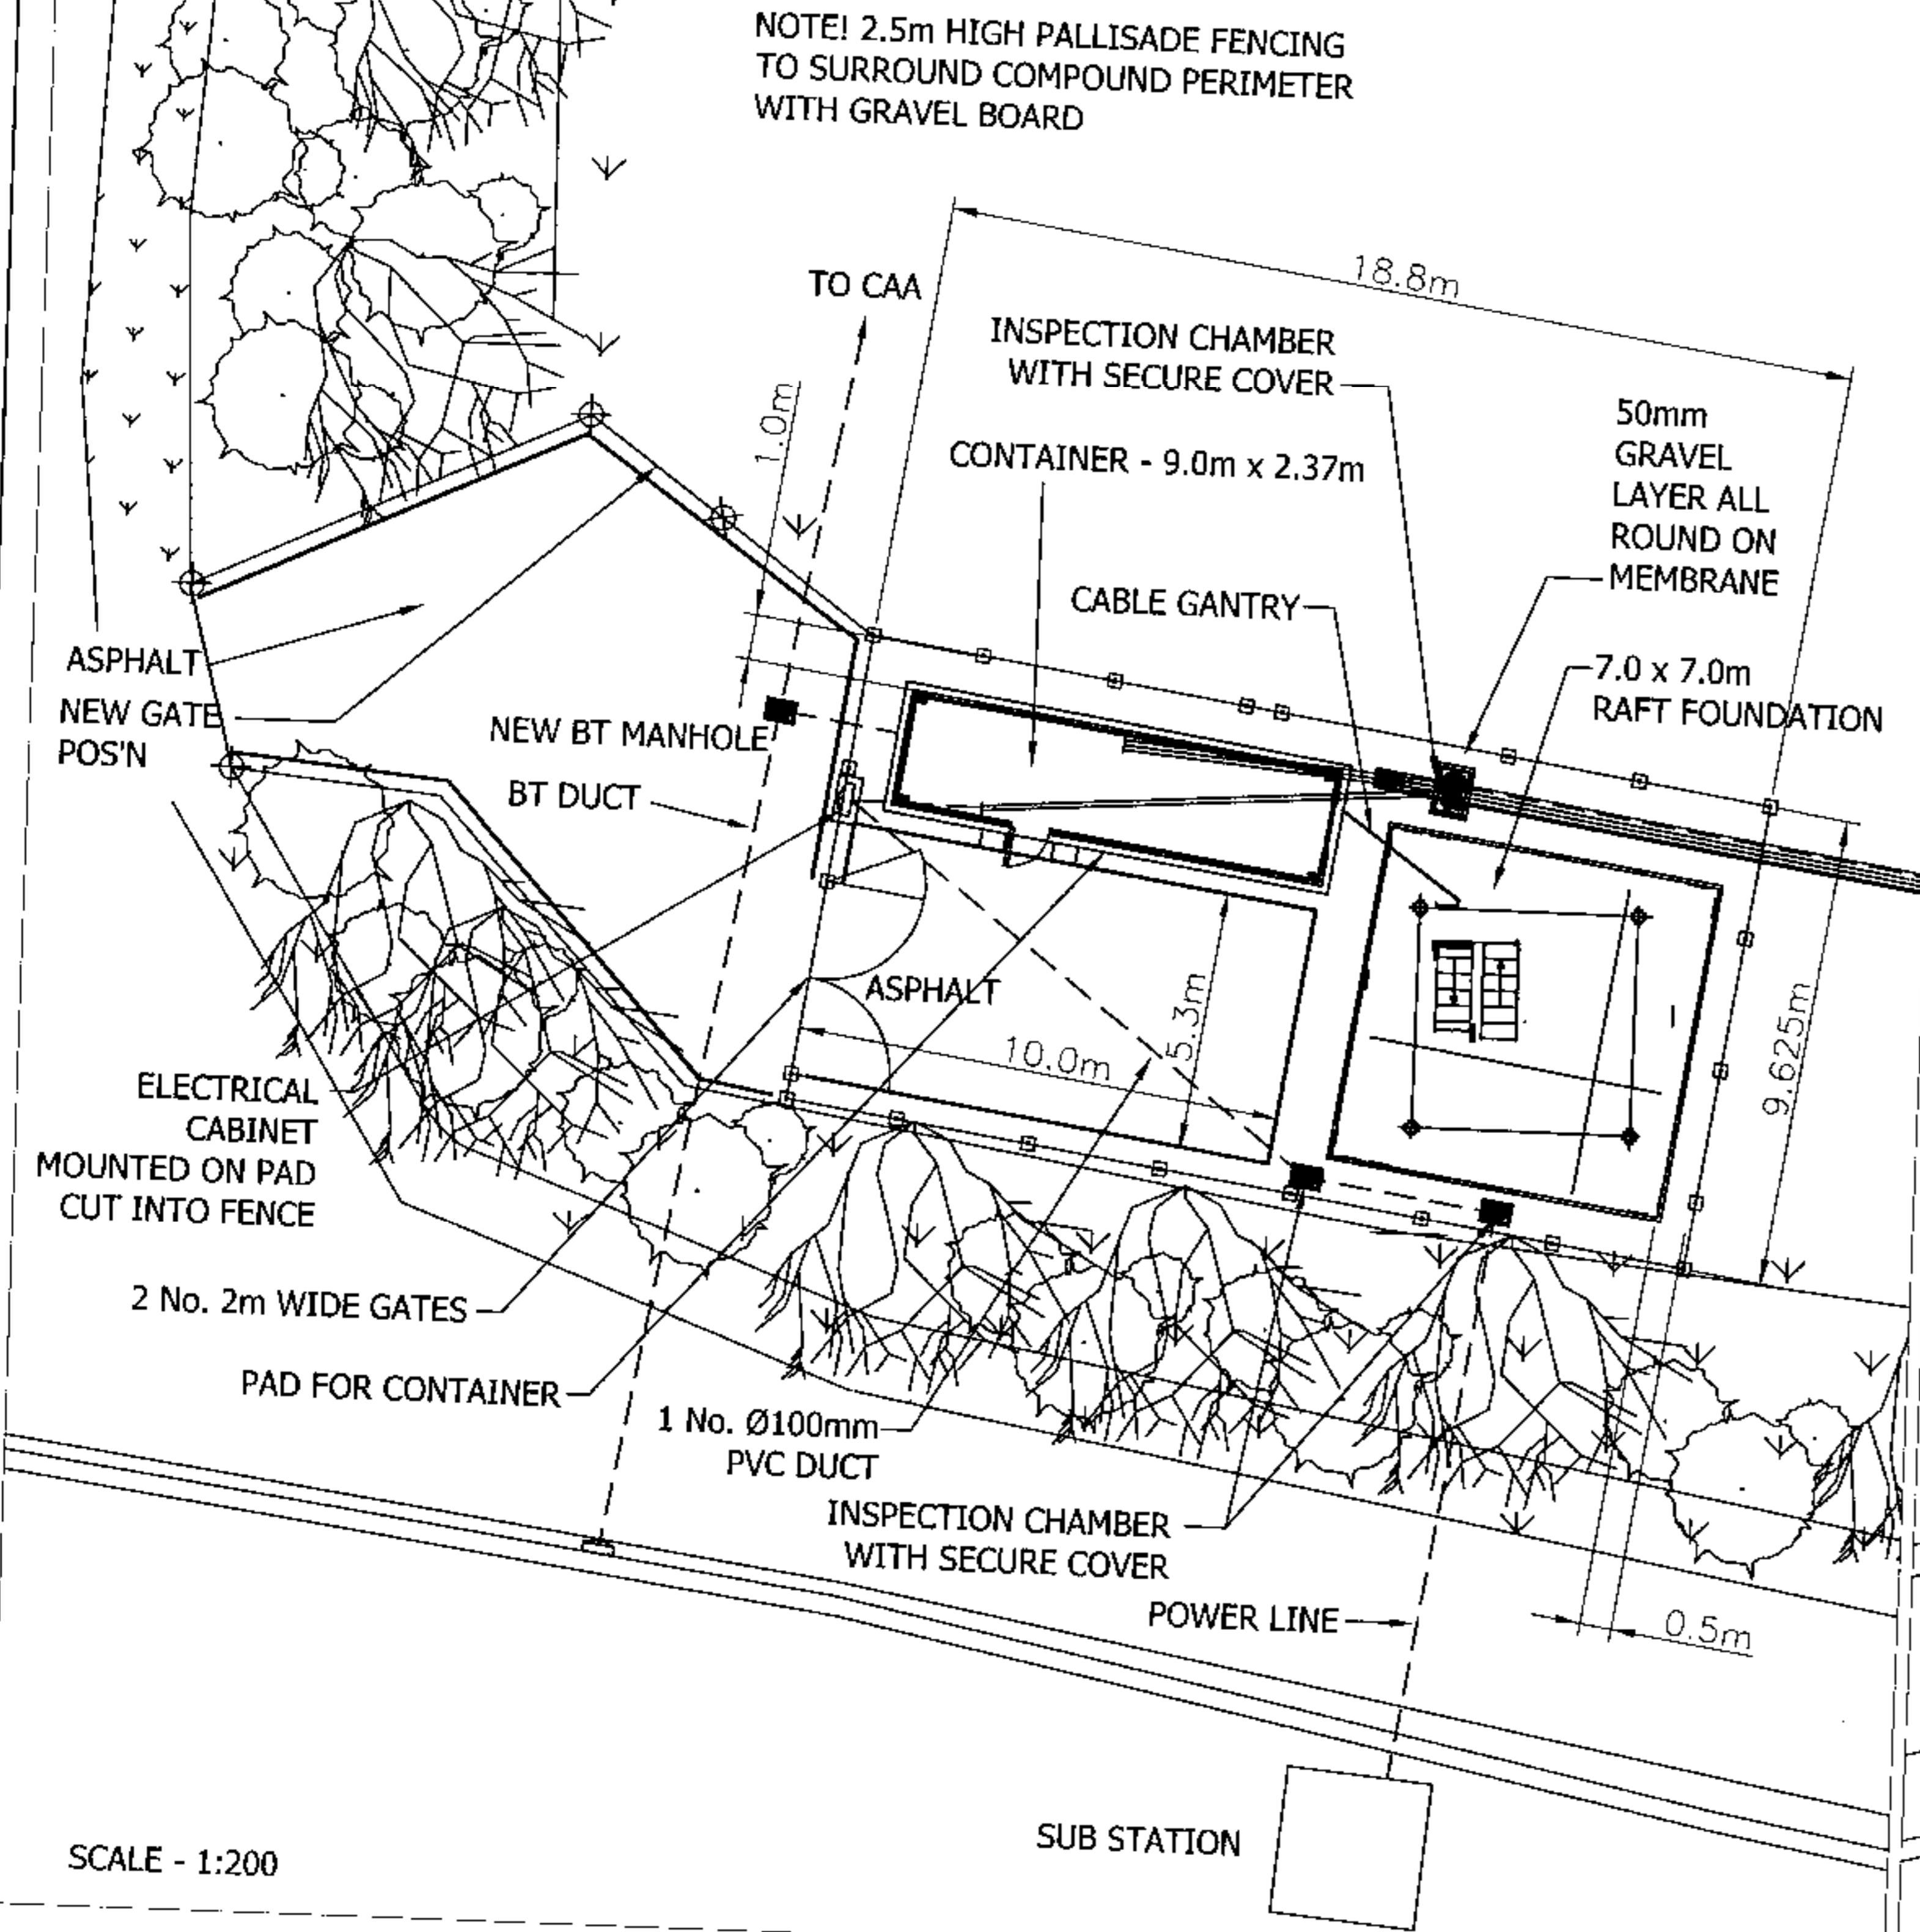 NOTE! 2.5m HIGH PALLISADE FENCING
TO SURROUND COMPOUND PERIMETER
WITH GRAVEL BOARD
18.8m
TO CAA
INSPECTION CHAMBER
WITH SECURE COVER
1.0m
50mm
GRAVEL
LAYER ALL
ROUND ON
MEMBRANE
CONTAINER - 9.0m x 2.37m
CABLE GANTRY
ASPHALT
7.0 x 7.0m
RAFT FOUNDATION
NEW GATE
POS'N
NEW BT MANHOLE
BT DUCT
ASPHALT
10.0m
5.3m
9.625m
ELECTRICAL
CABINET
MOUNTED ON PAD
CUT INTO FENCE
2 No. 2m WIDE GATES
PAD FOR CONTAINER
1 No. Ø100mm
PVC DUCT
INSPECTION CHAMBER
WITH SECURE COVER
POWER LINE
0.5m
SUB STATION
SCALE - 1:200